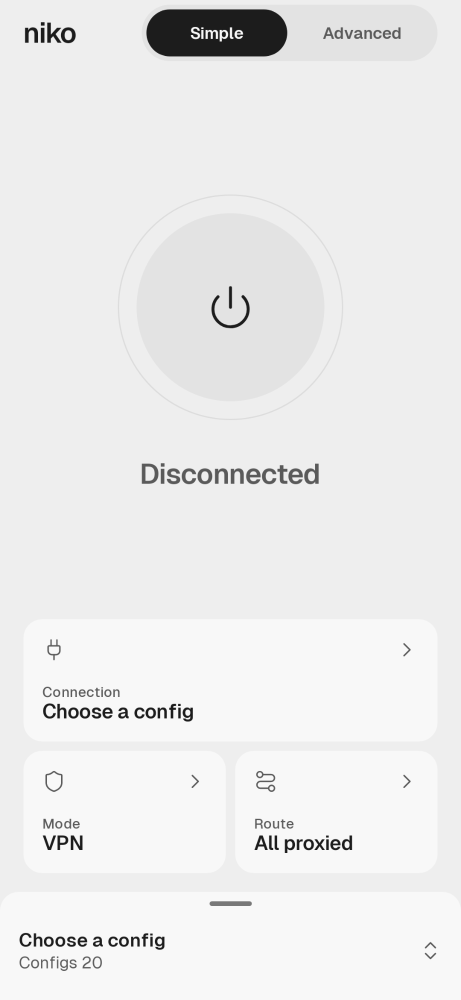 niko
Simple
Advanced
Disconnected
Connection
Choose a config
Mode
VPN
Route
All proxied
Choose a config
Configs 20